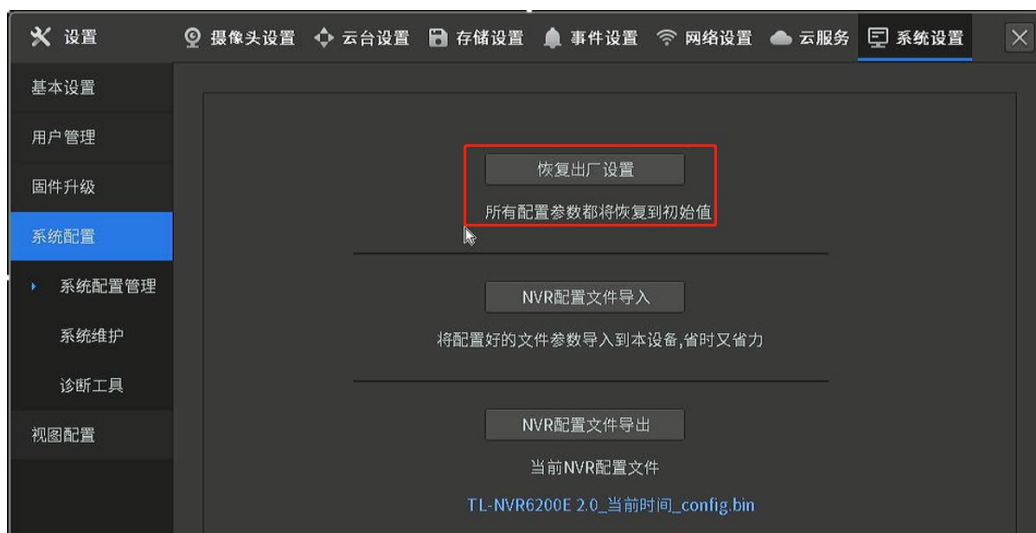 设置 摄像头设置 云台设置 存储设置 事件设置 网络设置 云服务 系统设置
基本设置
用户管理
固件升级
系统配置
系统配置管理
系统维护
诊断工具
视图配置
恢复出厂设置
所有配置参数都将恢复到初始值
NVR配置文件导入
将配置好的文件参数导入到本设备,省时又省力
NVR配置文件导出
当前NVR配置文件
TL-NVR6200E 2.0_当前时间_config.bin